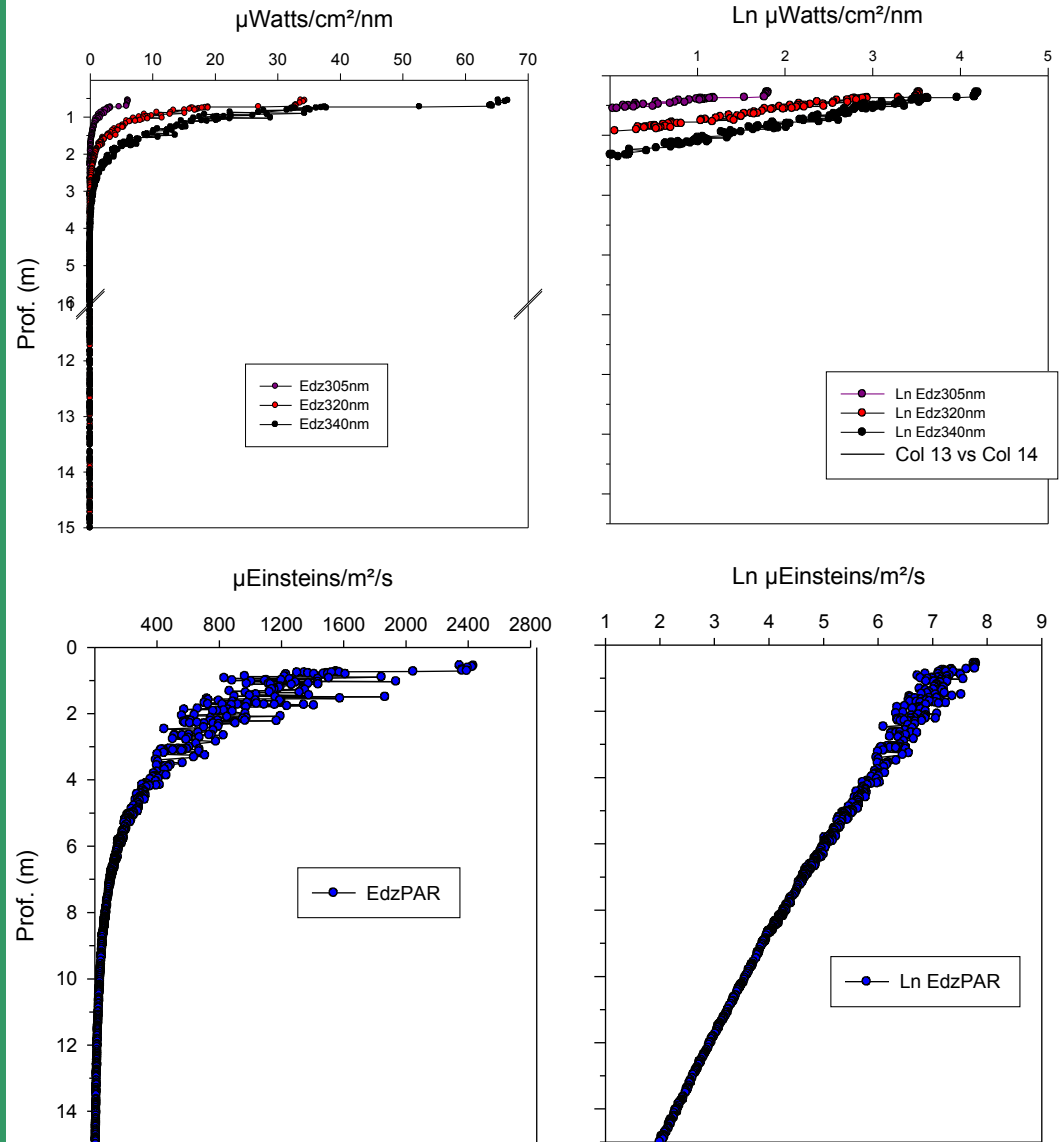 µWatts/cm²/nm
0 10 20 30 40 50 60 70
Prof. (m)
1
2
3
4
5
6
11
12
13
14
15
Edz305nm
Edz320nm
Edz340nm
Ln µWatts/cm²/nm
1 2 3 4 5
Ln Edz305nm
Ln Edz320nm
Ln Edz340nm
Col 13 vs Col 14
µEinsteins/m²/s
400 800 1200 1600 2000 2400 2800
Prof. (m)
0
2
4
6
8
10
12
14
EdzPAR
Ln µEinsteins/m²/s
1 2 3 4 5 6 7 8 9
Ln EdzPAR